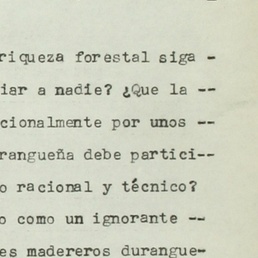 riqueza forestal siga -
iar a nadie? ¿Que la --
cionalmente por unos --
rangueña debe partici--
o racional y técnico?
o como un ignorante --
es madereros durangue-